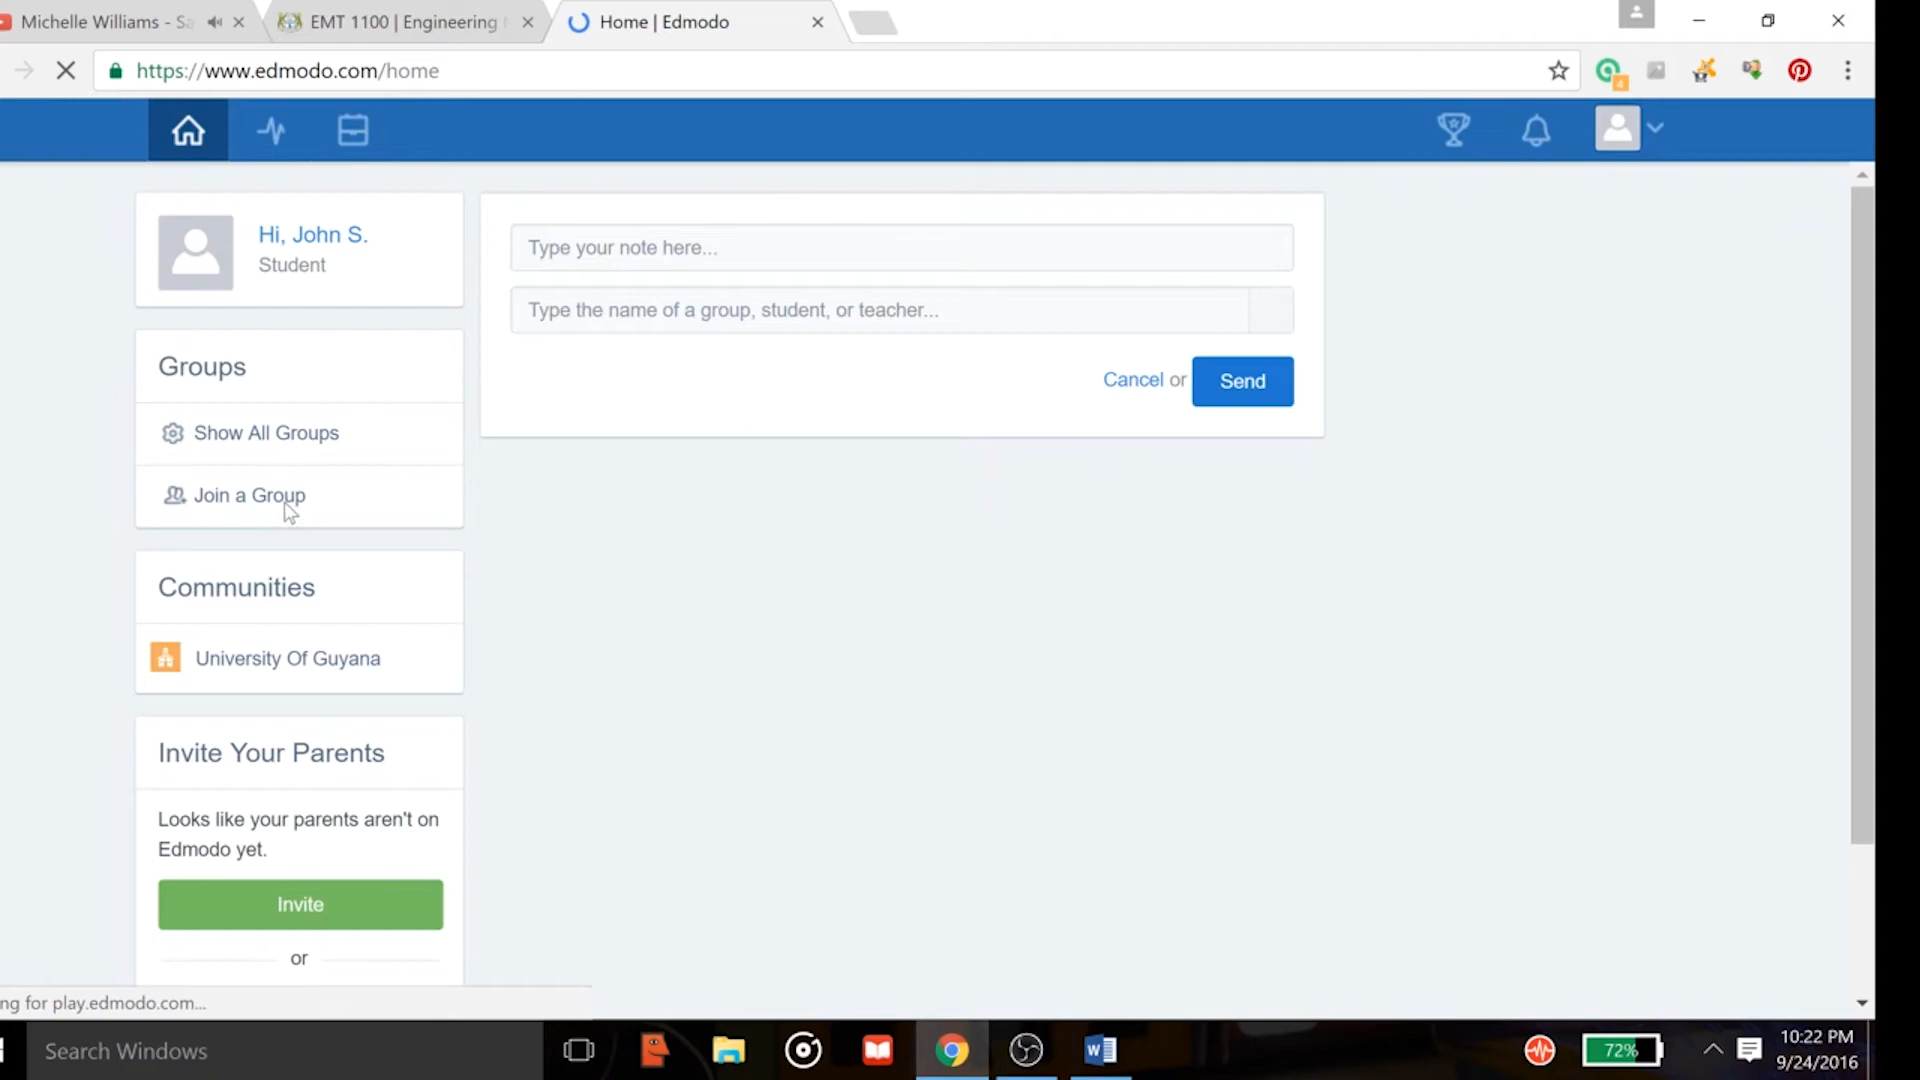 Michelle Williams - Sa
EMT 1100 | Engineering
Home | Edmodo
https://www.edmodo.com/home
4
Hi, John S.
Student
Type your note here...
Type the name of a group, student, or teacher...
Cancel or Send
Groups
Show All Groups
Join a Group
Communities
University Of Guyana
Invite Your Parents
Looks like your parents aren't on
Edmodo yet.
Invite
or
ng for play.edmodo.com...
Search Windows
72%
10:22 PM
9/24/2016